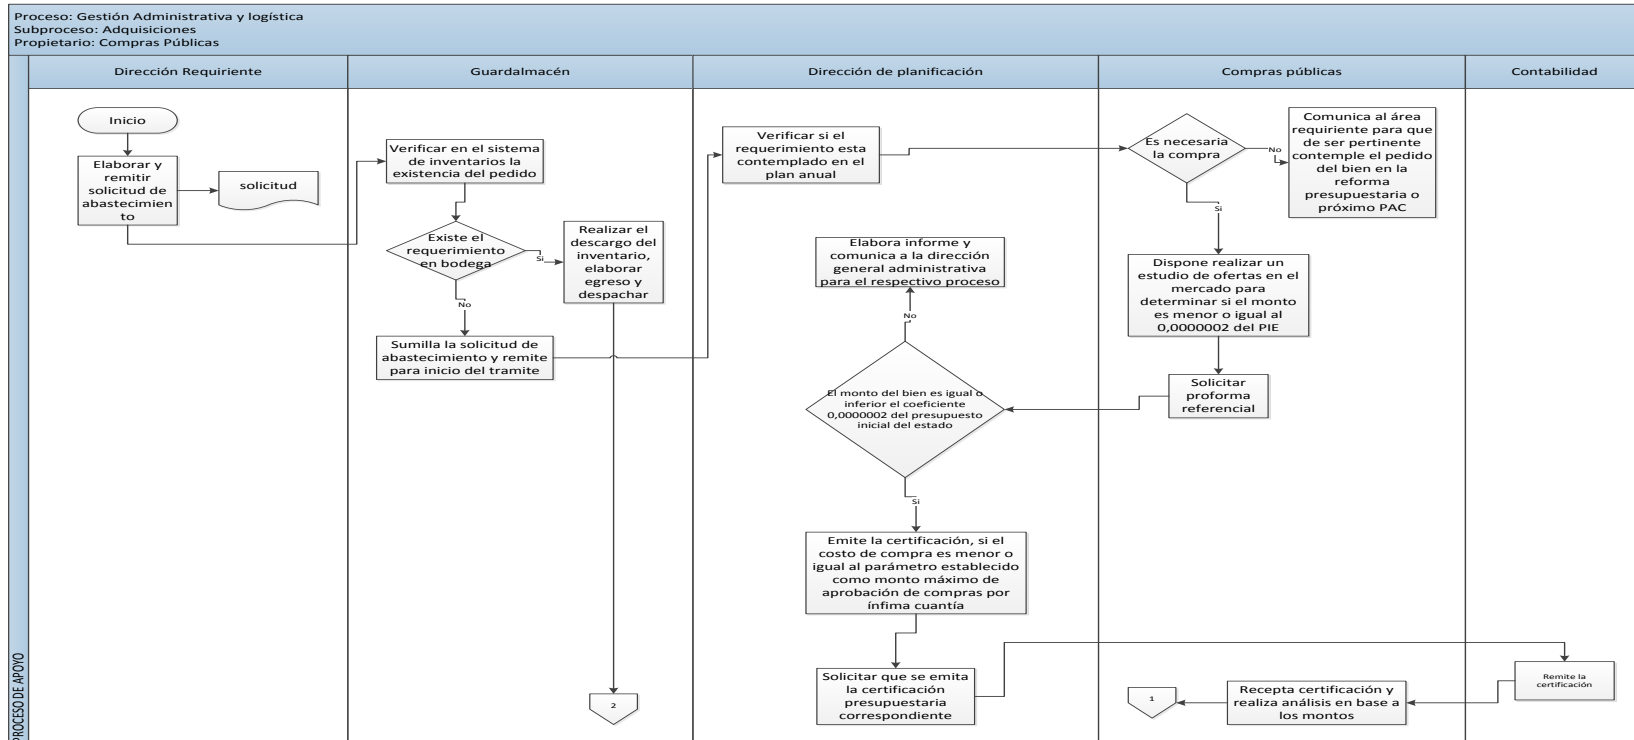 Proceso: Gestión Administrativa y logística
Subproceso: Adquisiciones
Propietario: Compras Públicas
PROCESO DE APOYO
Dirección Requiriente
Guardalmacén
Dirección de planificación
Compras públicas
Contabilidad
Inicio
Elaborar y
remitir
solicitud de
abastecimien
to
solicitud
Verificar en el sistema
de inventarios la
existencia del pedido
Existe el
requerimiento
en bodega
Si
No
Realizar el
descargo del
inventario,
elaborar
egreso y
despachar
Sumilla la solicitud de
abastecimiento y remite
para inicio del tramite
2
Verificar si el
requerimiento esta
contemplado en el
plan anual
Es necesaria
la compra
No
Si
Comunica al área
requiriente para que
de ser pertinente
contemple el pedido
del bien en la
reforma
presupuestaria o
próximo PAC
Dispone realizar un
estudio de ofertas en el
mercado para
determinar si el monto
es menor o igual al
0,0000002 del PIE
Solicitar
proforma
referencial
Elabora informe y
comunica a la dirección
general administrativa
para el respectivo proceso
No
El monto del bien es igual o
inferior el coeficiente
0,0000002 del presupuesto
inicial del estado
Si
Emite la certificación, si el
costo de compra es menor o
igual al parámetro establecido
como monto máximo de
aprobación de compras por
ínfima cuantía
Solicitar que se emita
la certificación
presupuestaria
correspondiente
Remite la
certificación
Recepta certificación y
realiza análisis en base a
los montos
1